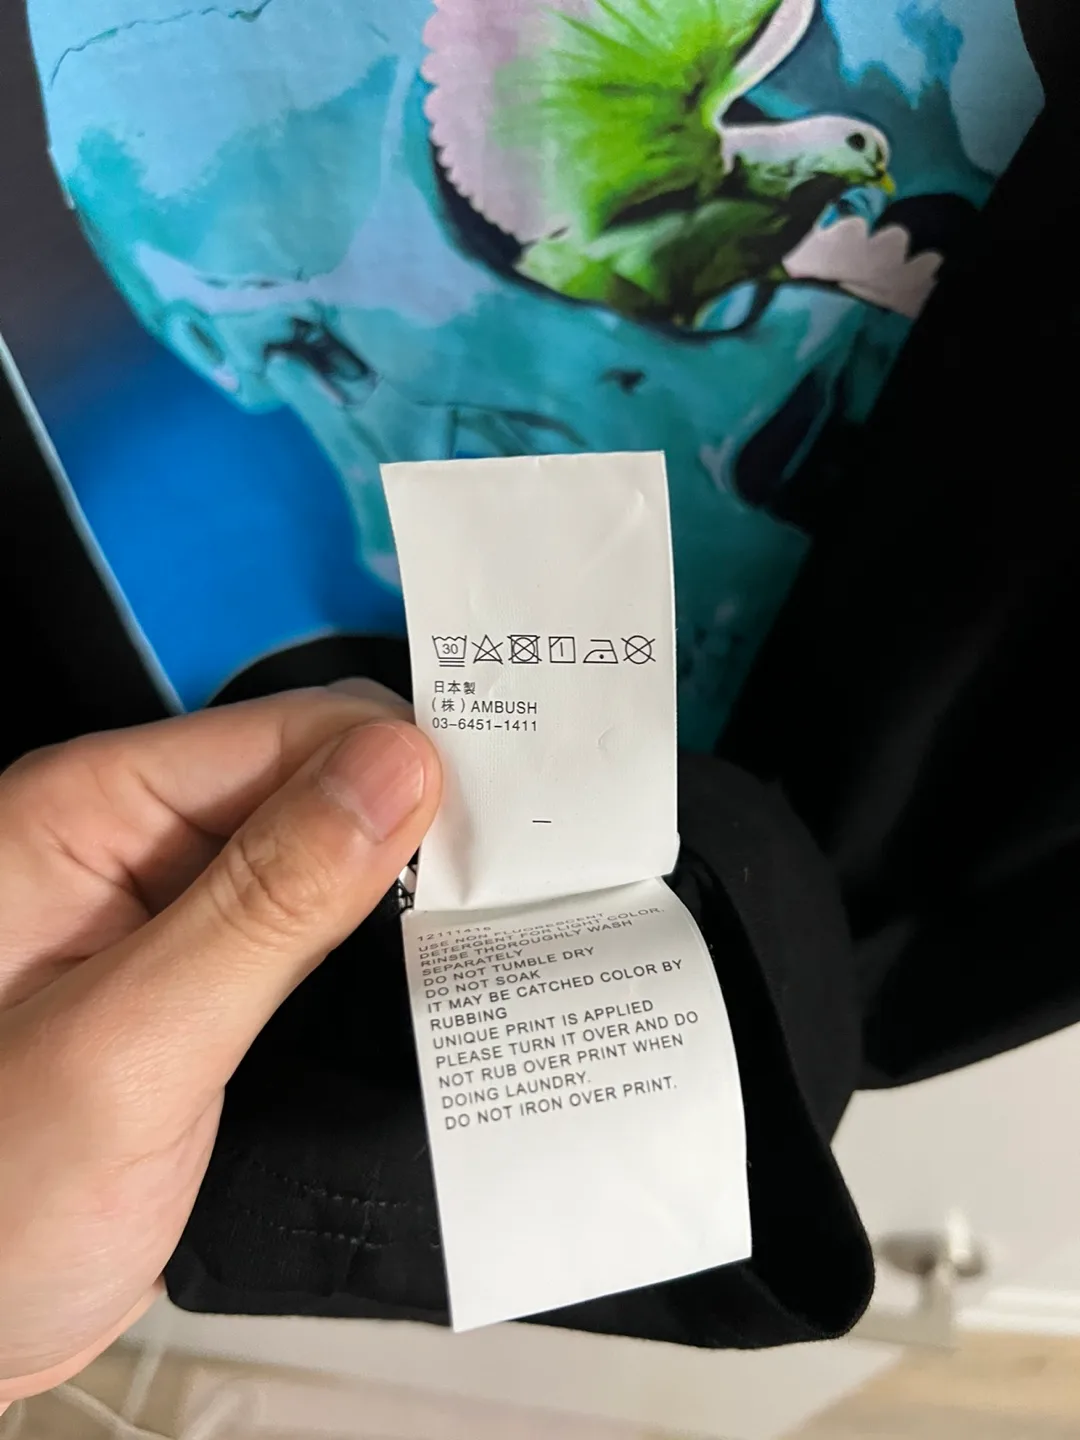 30
日本製
(株) AMBUSH
03-6451-1411
12111416
USE NON FLUORESCENT
DETERGENT FOR LIGHT COLOR.
RINSE THOROUGHLY WASH
SEPARATELY
DO NOT TUMBLE DRY
DO NOT SOAK
IT MAY BE CATCHED COLOR BY
RUBBING
UNIQUE PRINT IS APPLIED
PLEASE TURN IT OVER AND DO
NOT RUB OVER PRINT WHEN
DOING LAUNDRY.
DO NOT IRON OVER PRINT.